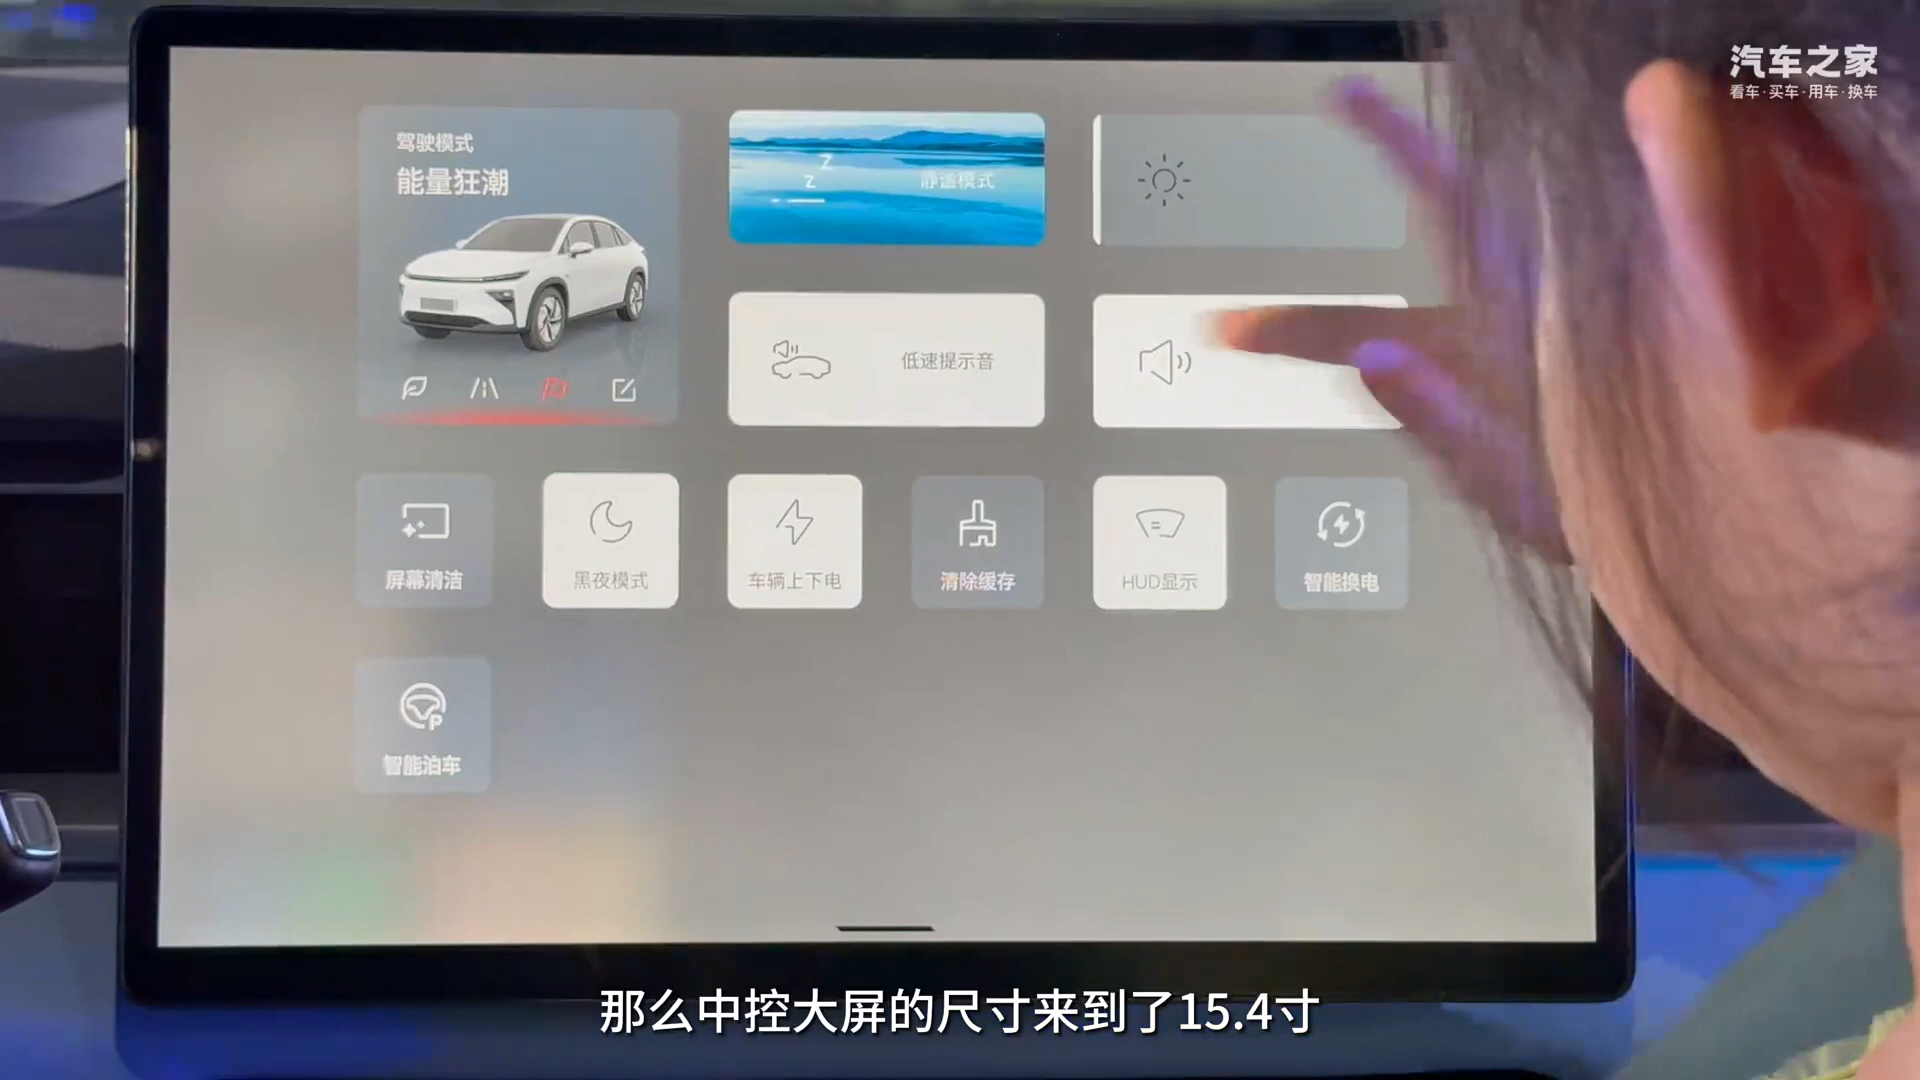 汽车之家
看车·买车·用车·换车
驾驶模式
能量狂潮
z
z
静谧模式
低速提示音
屏幕清洁
黑夜模式
车辆上下电
清除缓存
HUD显示
智能换电
P
智能泊车
那么中控大屏的尺寸来到了15.4寸